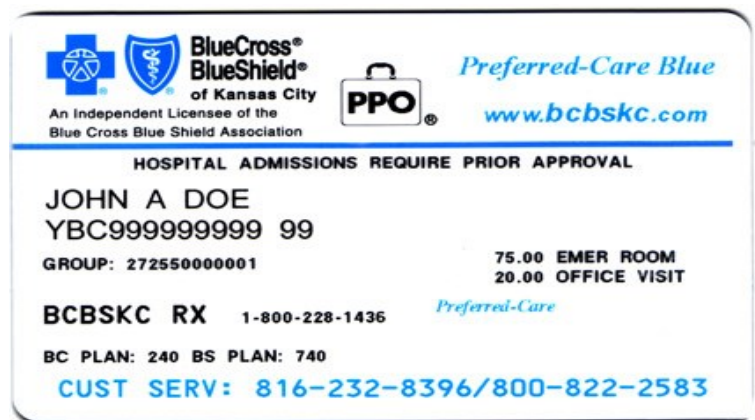 BlueCross®
BlueShield®
of Kansas City
An Independent Licensee of the
Blue Cross Blue Shield Association
PPO®
Preferred-Care Blue
www.bcbskc.com
HOSPITAL ADMISSIONS REQUIRE PRIOR APPROVAL
JOHN A DOE
YBC999999999 99
GROUP: 272550000001
75.00 EMER ROOM
20.00 OFFICE VISIT
BCBSKC RX 1-800-228-1436
Preferred-Care
BC PLAN: 240 BS PLAN: 740
CUST SERV: 816-232-8396/800-822-2583